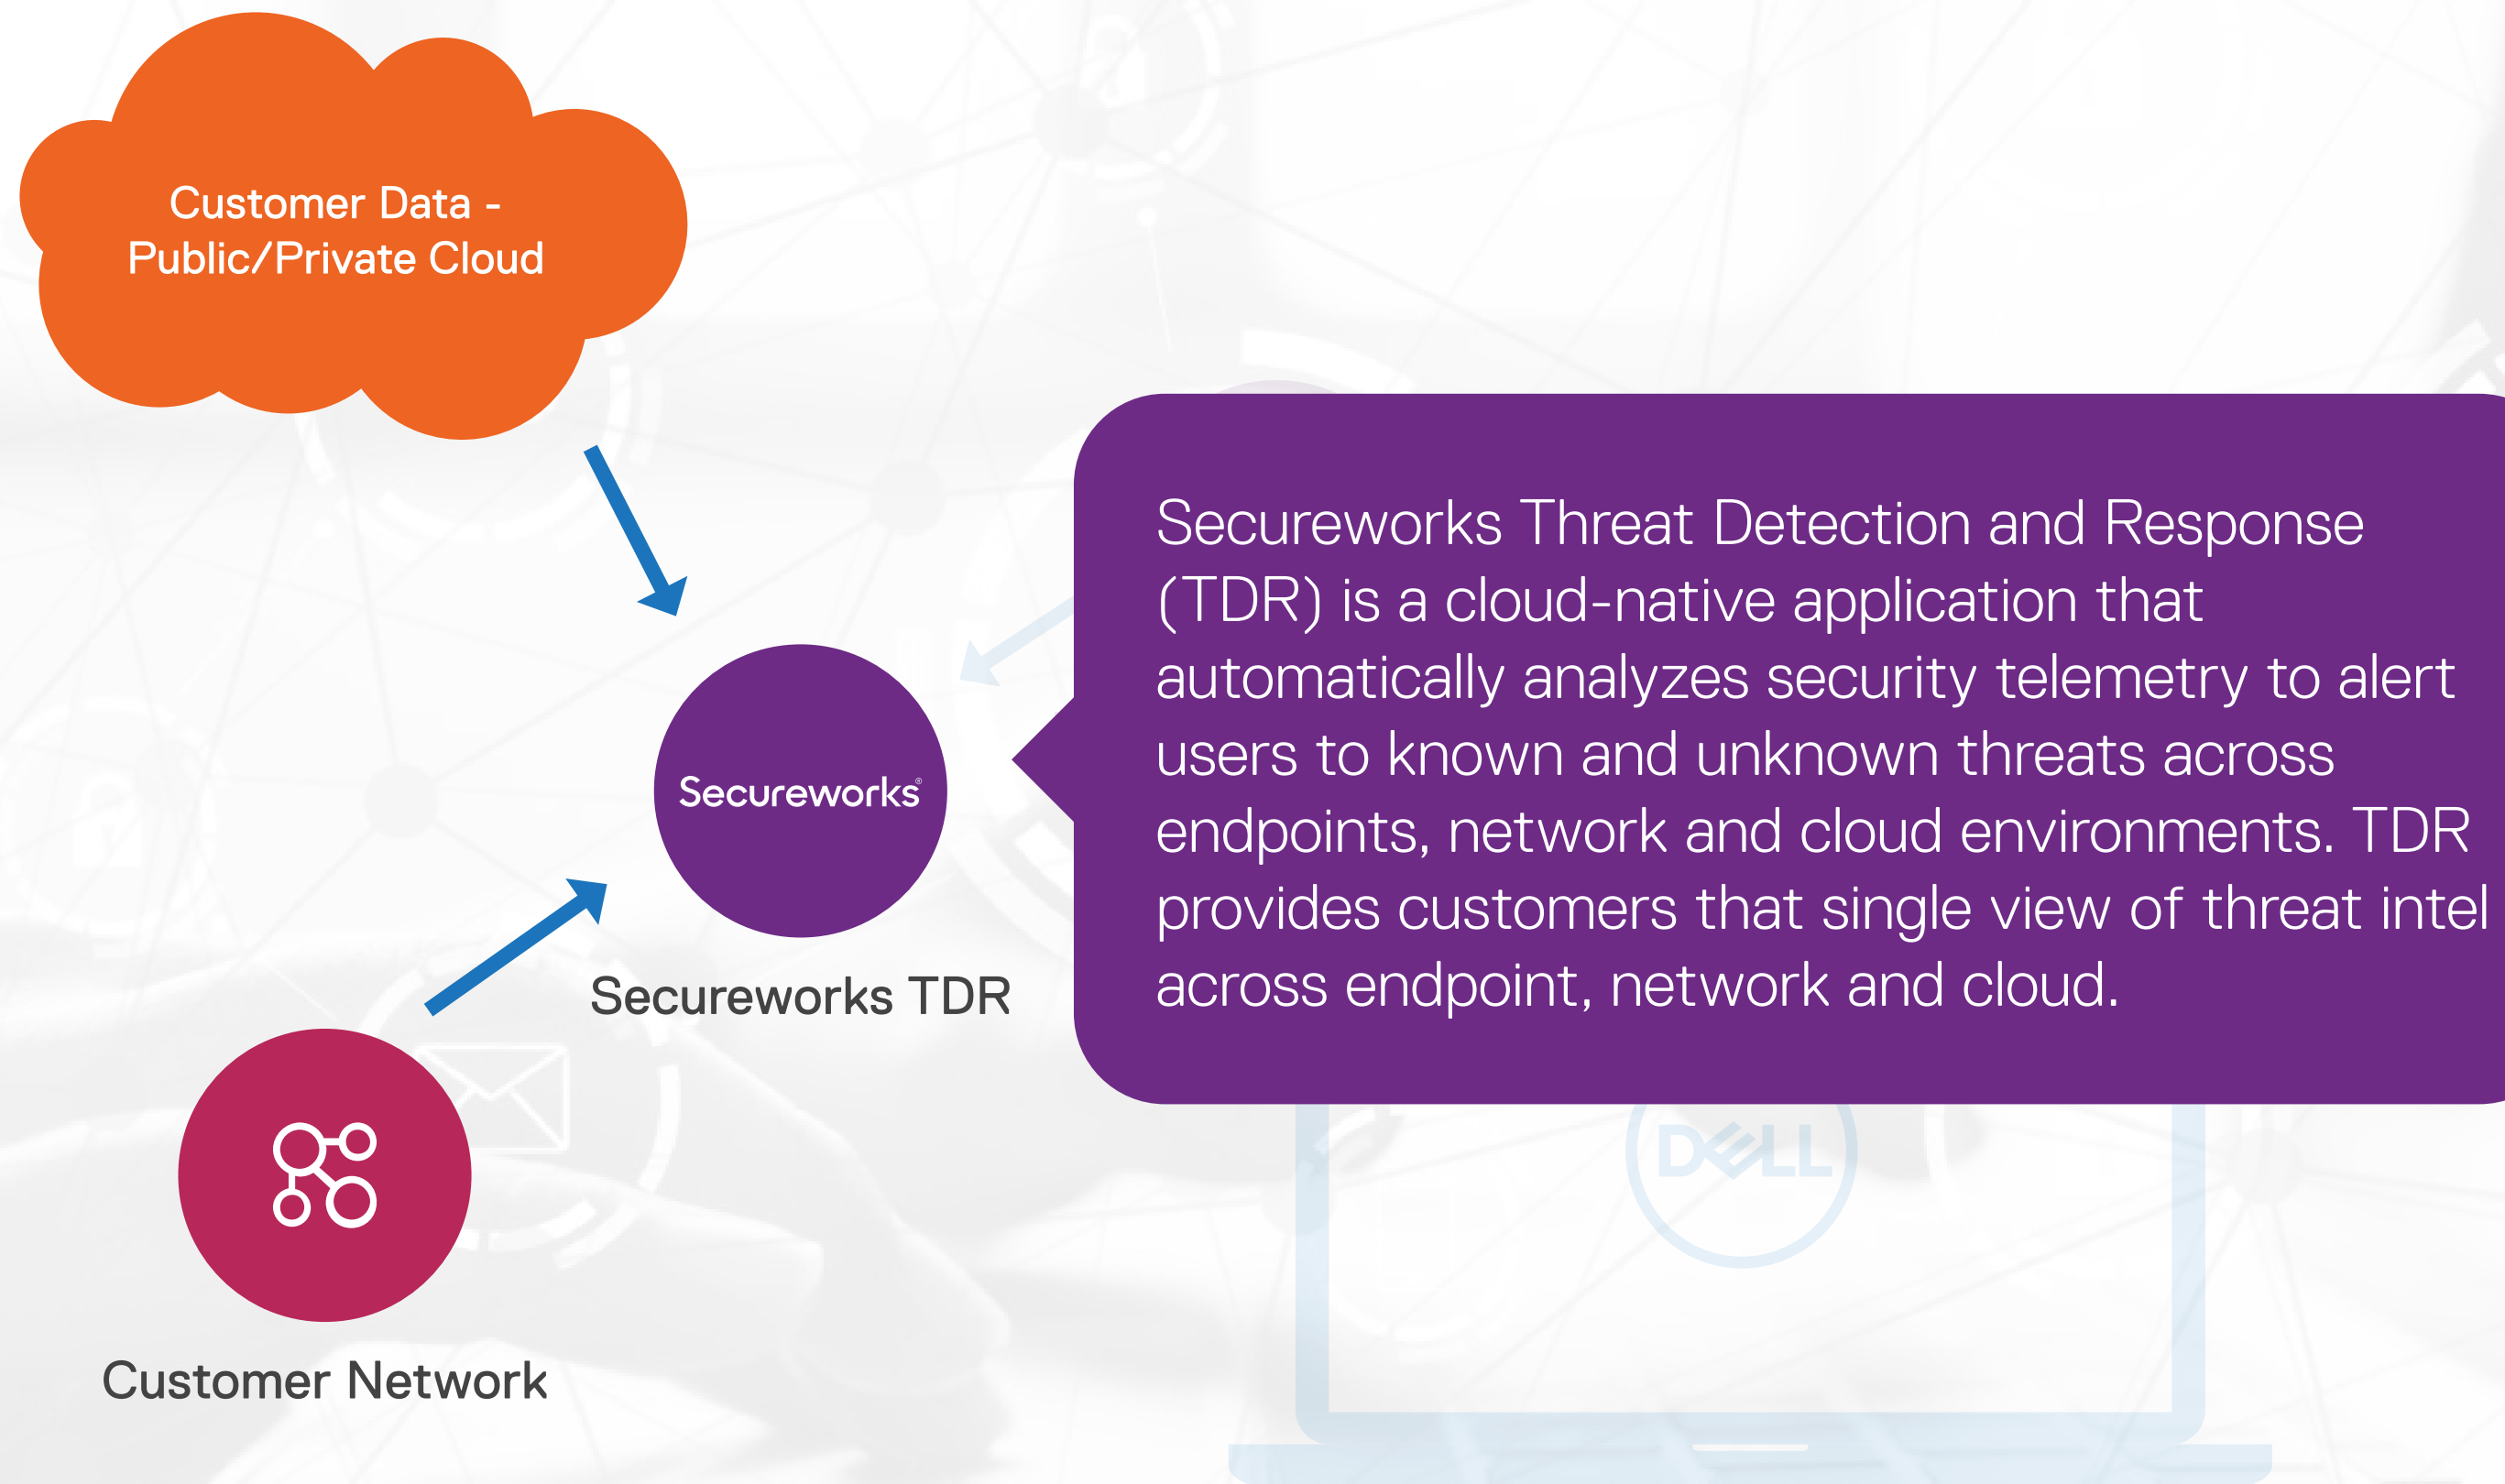 Customer Data -
Public/Private Cloud
Secureworks Threat Detection and Response
(TDR) is a cloud-native application that
automatically analyzes security telemetry to alert
users to known and unknown threats across
endpoints, network and cloud environments. TDR
provides customers that single view of threat intel
across endpoint, network and cloud.
Secureworks®
Secureworks TDR
DELL
Customer Network